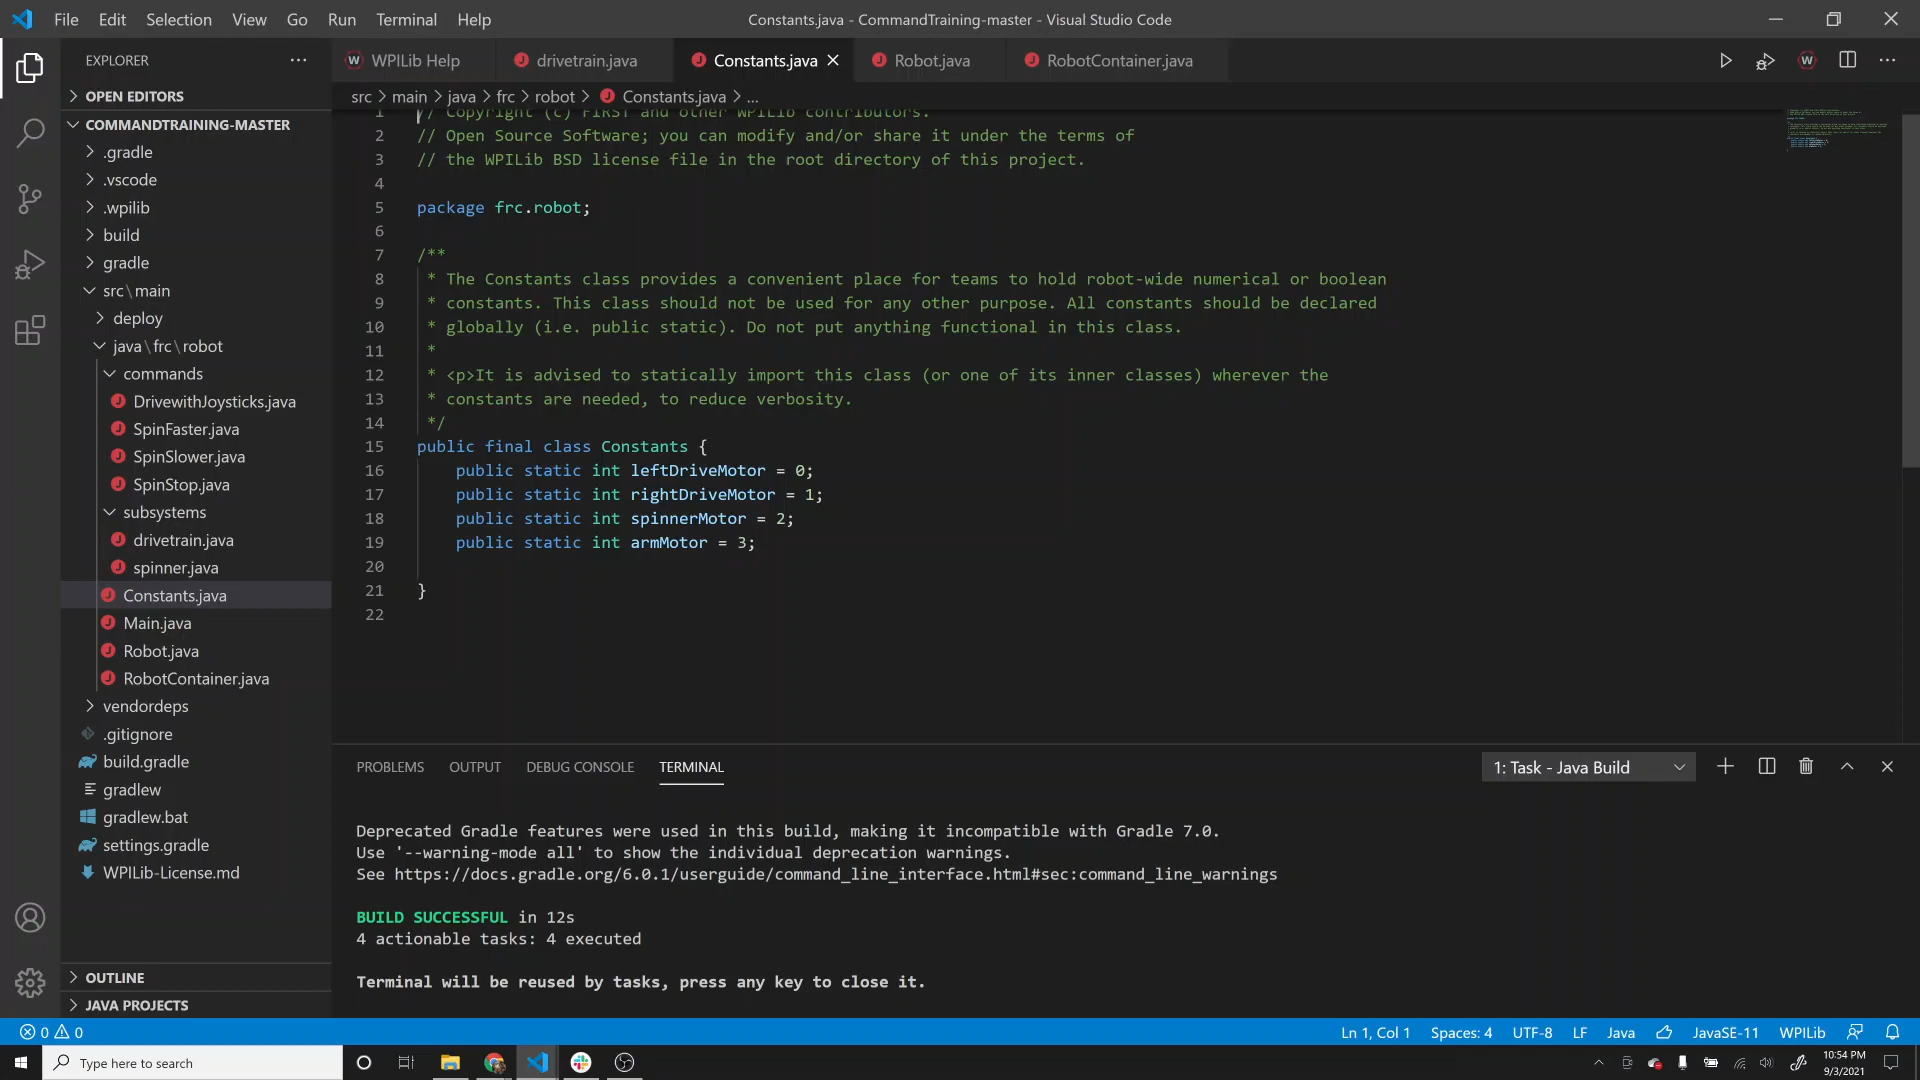 File Edit Selection View Go Run Terminal Help
Constants.java - CommandTraining-master - Visual Studio Code
EXPLORER
WPILib Help
drivetrain.java
Constants.java
Robot.java
RobotContainer.java
OPEN EDITORS
COMMANDTRAINING-MASTER
.gradle
.vscode
.wpilib
build
gradle
src\main
deploy
java\frc\robot
commands
DrivewithJoysticks.java
SpinFaster.java
SpinSlower.java
SpinStop.java
subsystems
drivetrain.java
spinner.java
Constants.java
Main.java
Robot.java
RobotContainer.java
vendordeps
.gitignore
build.gradle
gradlew
gradlew.bat
settings.gradle
WPILib-License.md
OUTLINE
JAVA PROJECTS
src > main > java > frc > robot > Constants.java > ...
1 // Copyright (c) FIRST and other WPILib contributors.
2 // Open Source Software; you can modify and/or share it under the terms of
3 // the WPILib BSD license file in the root directory of this project.
4
5 package frc.robot;
6
7 /**
8 * The Constants class provides a convenient place for teams to hold robot-wide numerical or boolean
9 * constants. This class should not be used for any other purpose. All constants should be declared
10 * globally (i.e. public static). Do not put anything functional in this class.
11 *
12 * <p>It is advised to statically import this class (or one of its inner classes) wherever the
13 * constants are needed, to reduce verbosity.
14 */
15 public final class Constants {
16 public static int leftDriveMotor = 0;
17 public static int rightDriveMotor = 1;
18 public static int spinnerMotor = 2;
19 public static int armMotor = 3;
20
21 }
22
PROBLEMS OUTPUT DEBUG CONSOLE TERMINAL
1: Task - Java Build
Deprecated Gradle features were used in this build, making it incompatible with Gradle 7.0.
Use '--warning-mode all' to show the individual deprecation warnings.
See https://docs.gradle.org/6.0.1/userguide/command_line_interface.html#sec:command_line_warnings
BUILD SUCCESSFUL in 12s
4 actionable tasks: 4 executed
Terminal will be reused by tasks, press any key to close it.
0 0
Ln 1, Col 1 Spaces: 4 UTF-8 LF Java JavaSE-11 WPILib
Type here to search
10:54 PM
9/3/2021